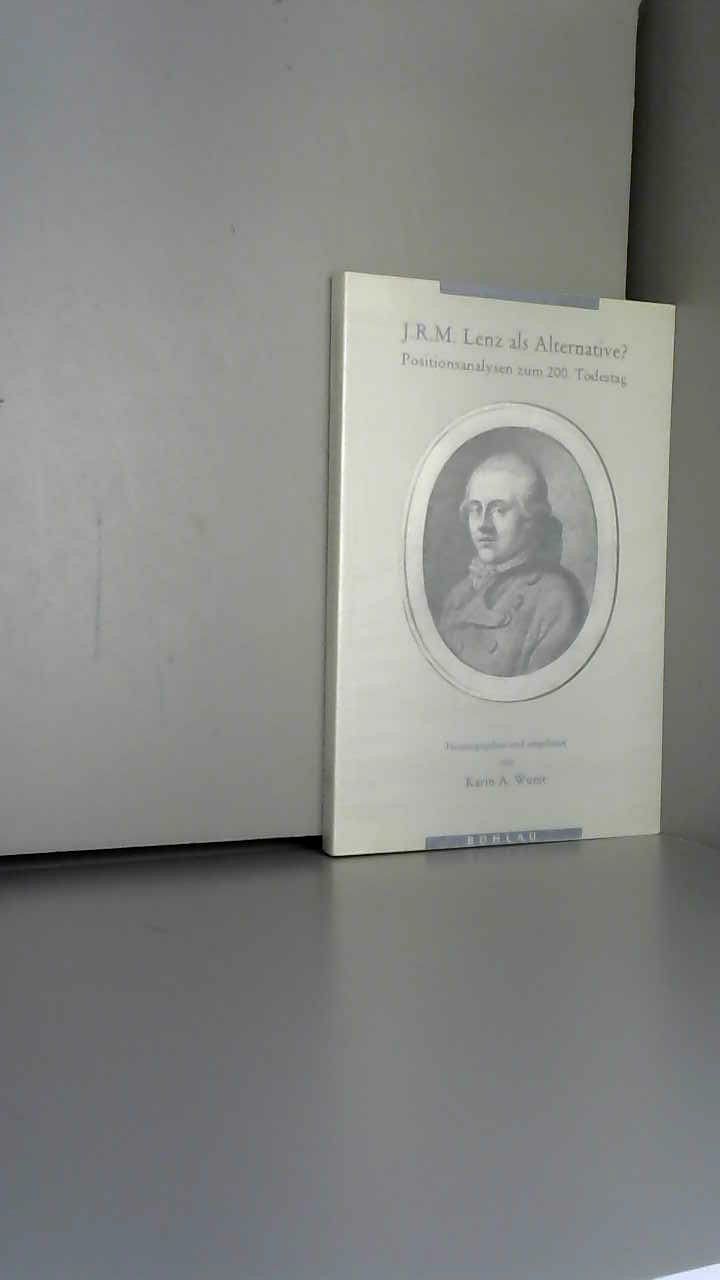 J.R.M. Lenz als Alternative?
Positionsanalysen zum 200. Todestag
Herausgegeben und eingeleitet
von
Karin A. Wurst
BÖHLAU